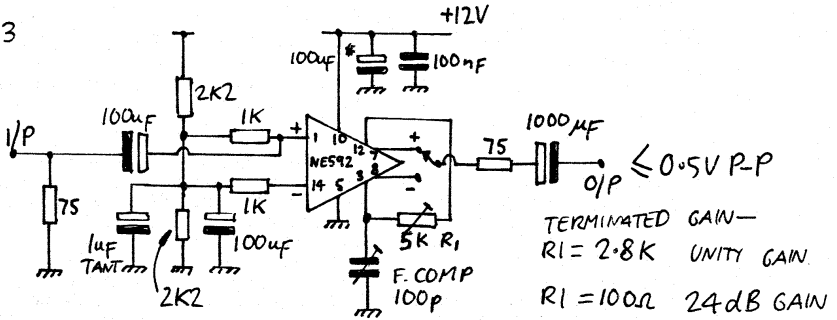 3
+12V
100uF *
100nF
2K2
100uF
1K
I/P
+ 1 10 12 7 +
NE592
14 5 3 8 -
-
75
1000µF
O/P ≤ 0.5V P-P
75
1K
1uF
TANT
100uF
2K2
5K R1
F. COMP
100p
TERMINATED GAIN—
R1 = 2.8K UNITY GAIN
R1 = 100Ω 24dB GAIN